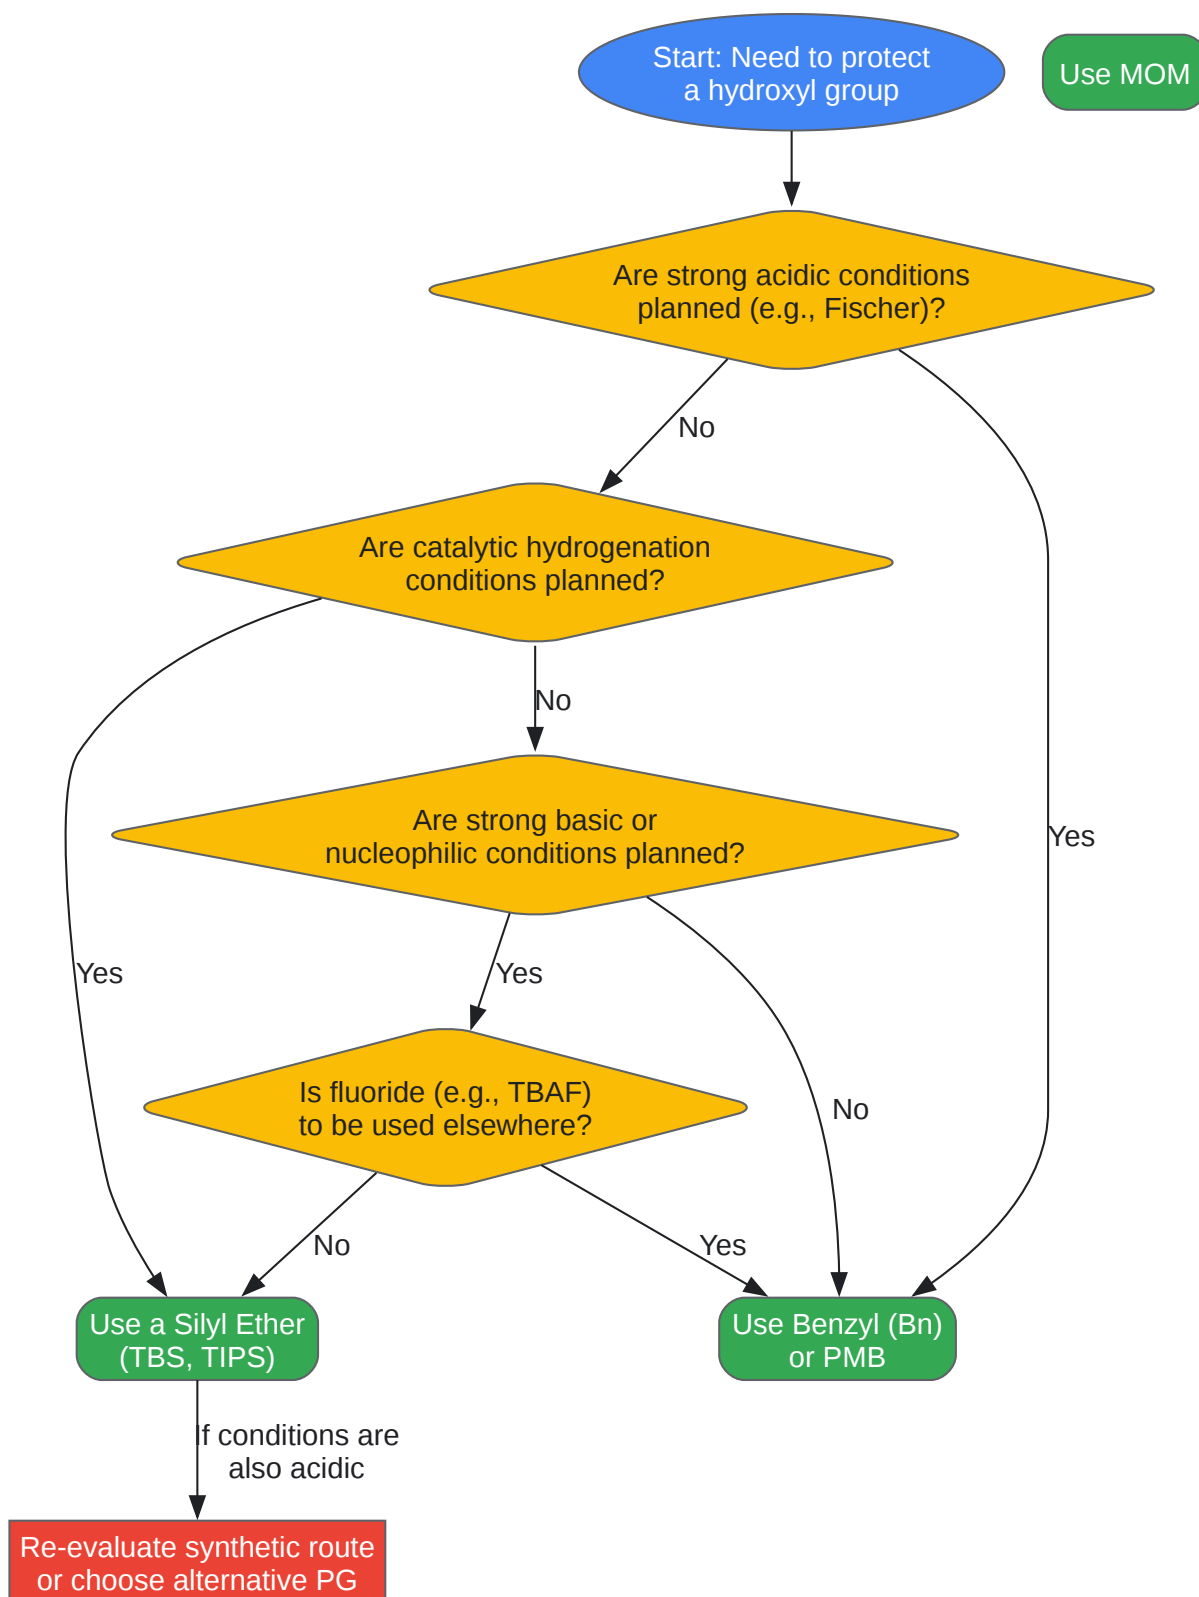 Start: Need to protect
a hydroxyl group
Use MOM
Are strong acidic conditions
planned (e.g., Fischer)?
No
Are catalytic hydrogenation
conditions planned?
No
Are strong basic or
nucleophilic conditions planned?
Yes
Yes
Yes
Is fluoride (e.g., TBAF)
to be used elsewhere?
No
No
Yes
Use a Silyl Ether
(TBS, TIPS)
Use Benzyl (Bn)
or PMB
If conditions are
also acidic
Re-evaluate synthetic route
or choose alternative PG